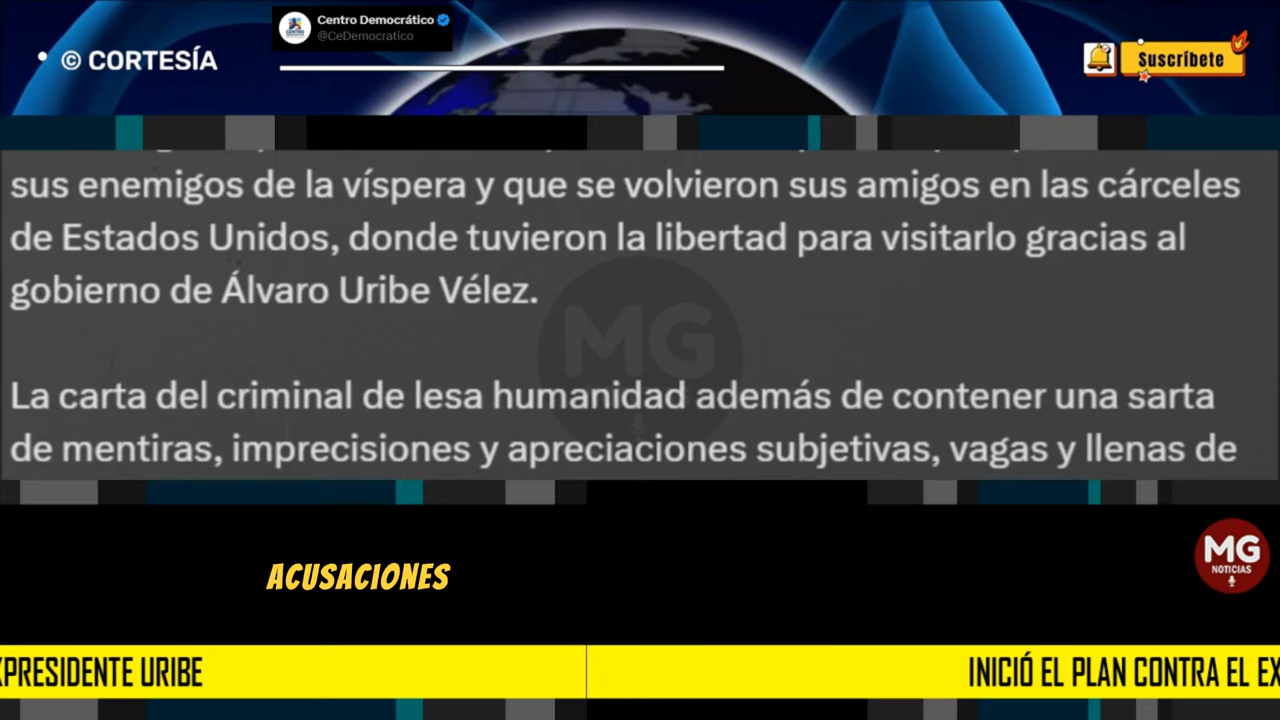 Centro Democrático
@CeDemocratico
© CORTESÍA
Suscríbete
sus enemigos de la víspera y que se volvieron sus amigos en las cárceles
de Estados Unidos, donde tuvieron la libertad para visitarlo gracias al
gobierno de Álvaro Uribe Vélez.
MG
La carta del criminal de lesa humanidad además de contener una sarta
de mentiras, imprecisiones y apreciaciones subjetivas, vagas y llenas de
ACUSACIONES
MG
NOTICIAS
XPRESIDENTE URIBE
INICIÓ EL PLAN CONTRA EL EX